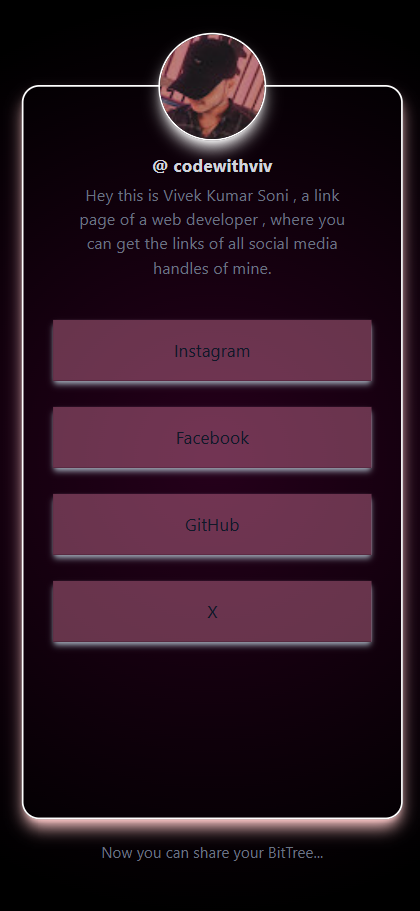 @ codewithviv
Hey this is Vivek Kumar Soni , a link
page of a web developer , where you
can get the links of all social media
handles of mine.
Instagram
Facebook
GitHub
X
Now you can share your BitTree...